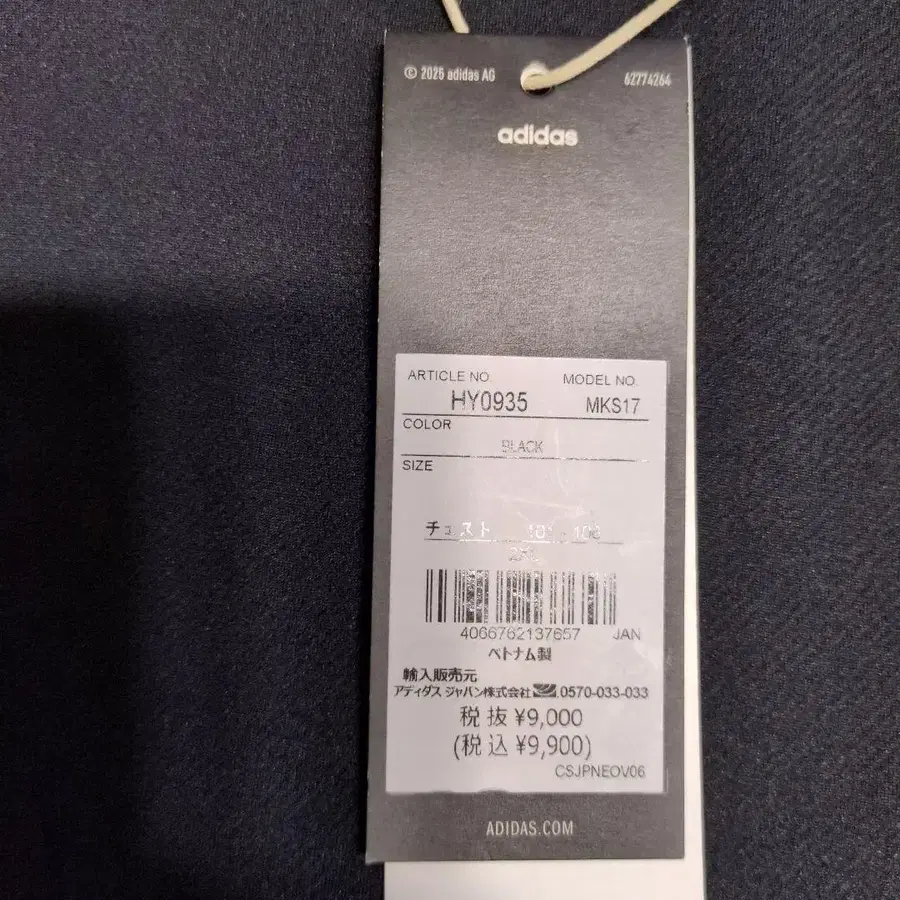 © 2025 adidas AG 62774264
adidas
ARTICLE NO. MODEL NO.
HY0935 MKS17
COLOR
BLACK
SIZE
チェスト
2XL
4066762137657 JAN
ベトナム製
輸入販売元
アディダス ジャパン株式会社 0570-033-033
税抜 ¥9,000
(税込 ¥9,900)
CSJPNEOV06
ADIDAS.COM